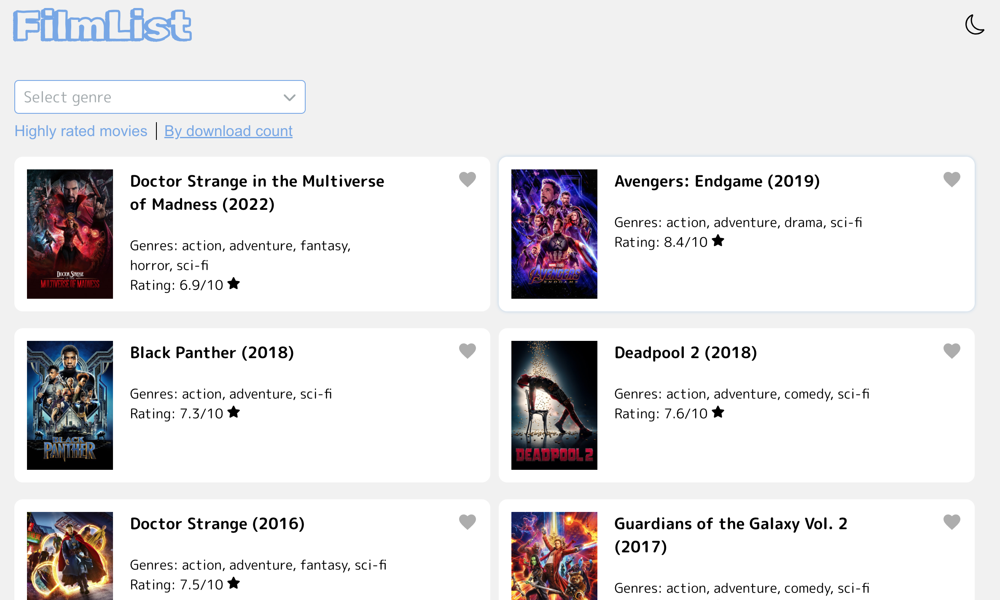 FilmList
Select genre
Highly rated movies
By download count
Doctor Strange in the Multiverse
of Madness (2022)
Genres: action, adventure, fantasy,
horror, sci-fi
Rating: 6.9/10
DOCTOR STRANGE
IN THE
MULTIVERSE OF MADNESS
Avengers: Endgame (2019)
Genres: action, adventure, drama, sci-fi
Rating: 8.4/10
MARVEL STUDIOS
AVENGERS
ENDGAME
Black Panther (2018)
Genres: action, adventure, sci-fi
Rating: 7.3/10
BLACK
PANTHER
Deadpool 2 (2018)
Genres: action, adventure, comedy, sci-fi
Rating: 7.6/10
DEADPOOL 2
Doctor Strange (2016)
Genres: action, adventure, fantasy, sci-fi
Rating: 7.5/10
Guardians of the Galaxy Vol. 2
(2017)
Genres: action, adventure, comedy, sci-fi